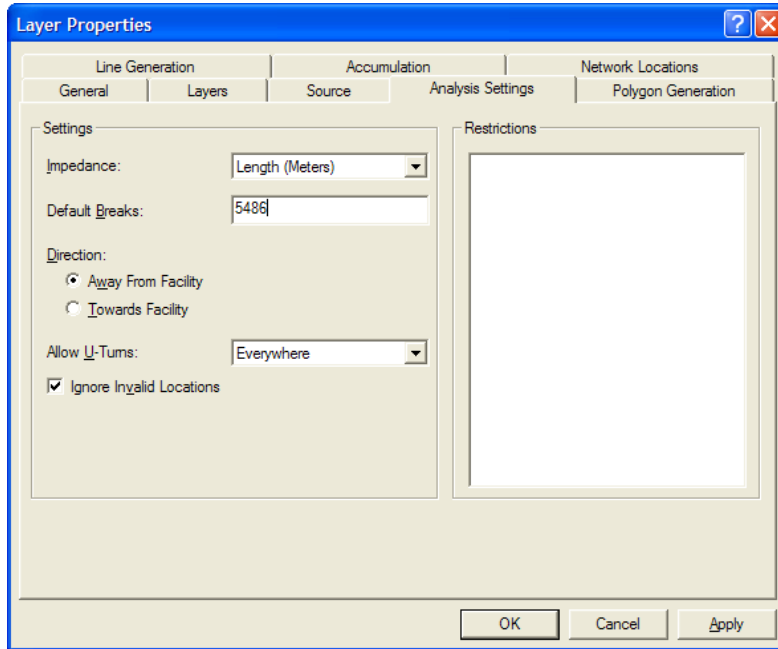 Layer Properties
Line Generation Accumulation Network Locations
General Layers Source Analysis Settings Polygon Generation
Settings Restrictions
Impedance: Length (Meters)
Default Breaks: 5486
Direction:
Away From Facility
Towards Facility
Allow U-Turns: Everywhere
Ignore Invalid Locations
OK Cancel Apply